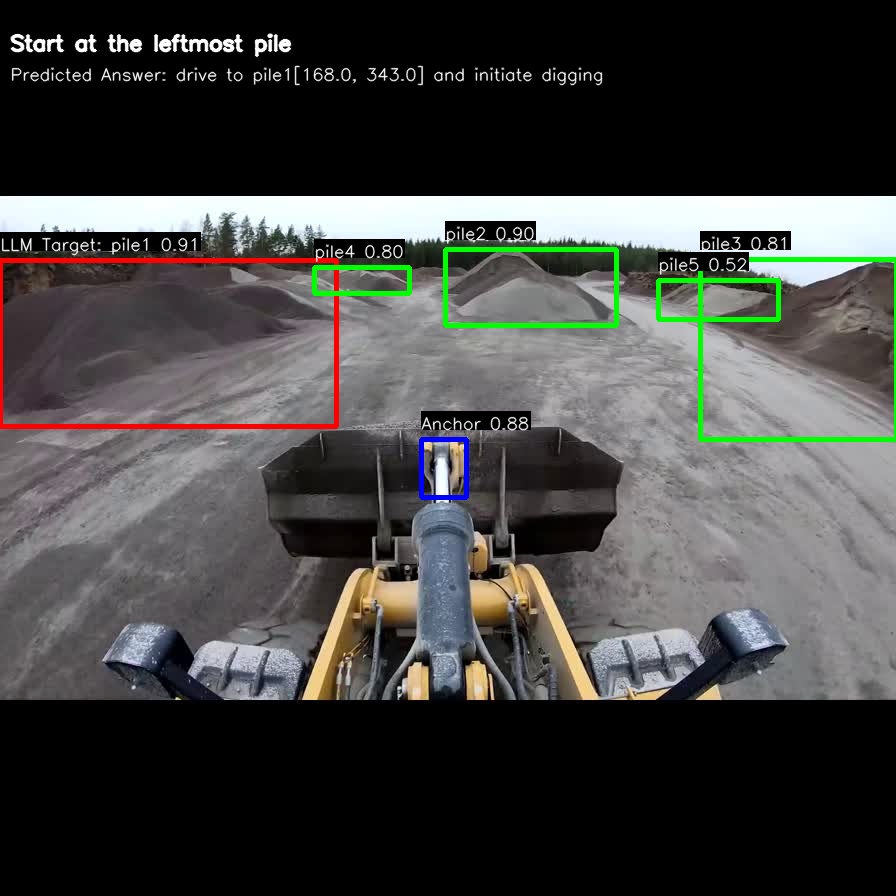 Start at the leftmost pile
Predicted Answer: drive to pile1[168.0, 343.0] and initiate digging
LLM_Target: pile1 0.91
pile4 0.80
pile2 0.90
pile3 0.81
pile5 0.52
Anchor 0.88